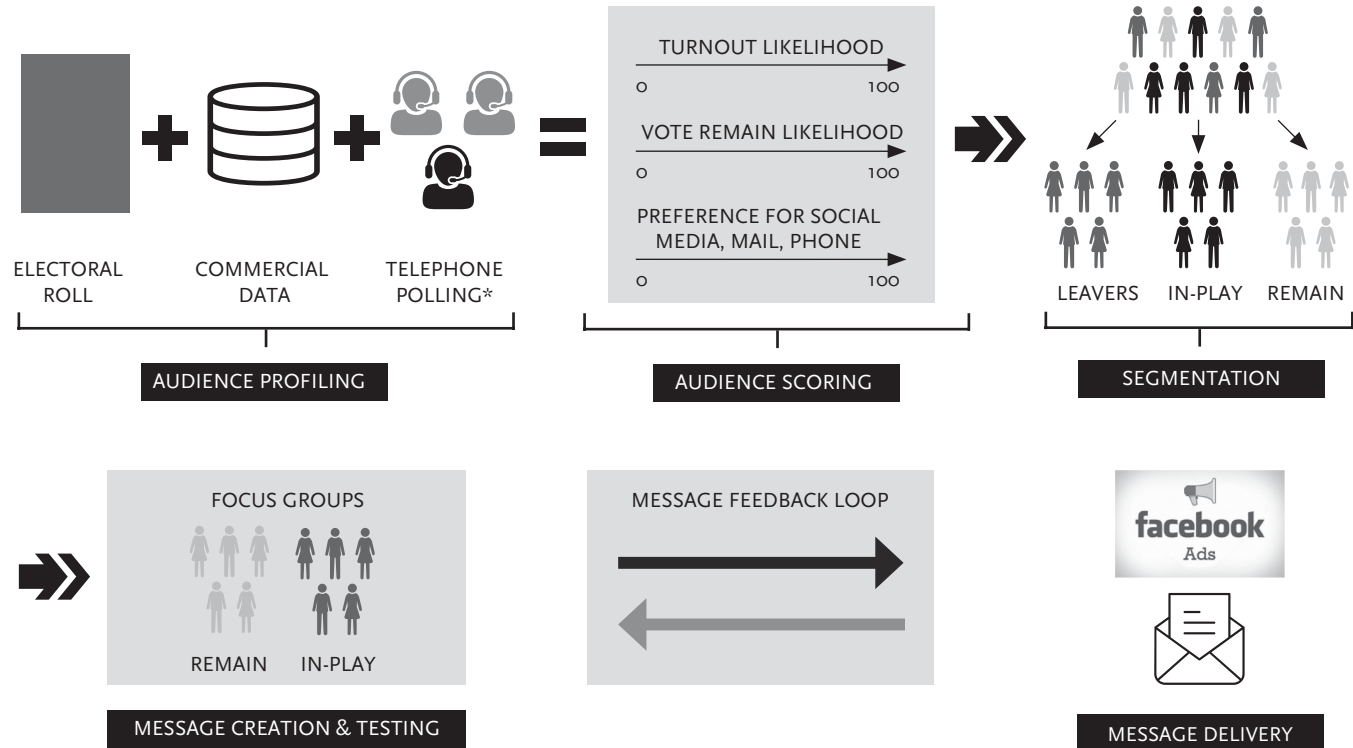 ELECTORAL
ROLL
COMMERCIAL
DATA
TELEPHONE
POLLING*
AUDIENCE PROFILING
TURNOUT LIKELIHOOD
0 100
VOTE REMAIN LIKELIHOOD
0 100
PREFERENCE FOR SOCIAL
MEDIA, MAIL, PHONE
0 100
AUDIENCE SCORING
LEAVERS IN-PLAY REMAIN
SEGMENTATION
FOCUS GROUPS
REMAIN IN-PLAY
MESSAGE CREATION & TESTING
MESSAGE FEEDBACK LOOP
facebook
Ads
MESSAGE DELIVERY